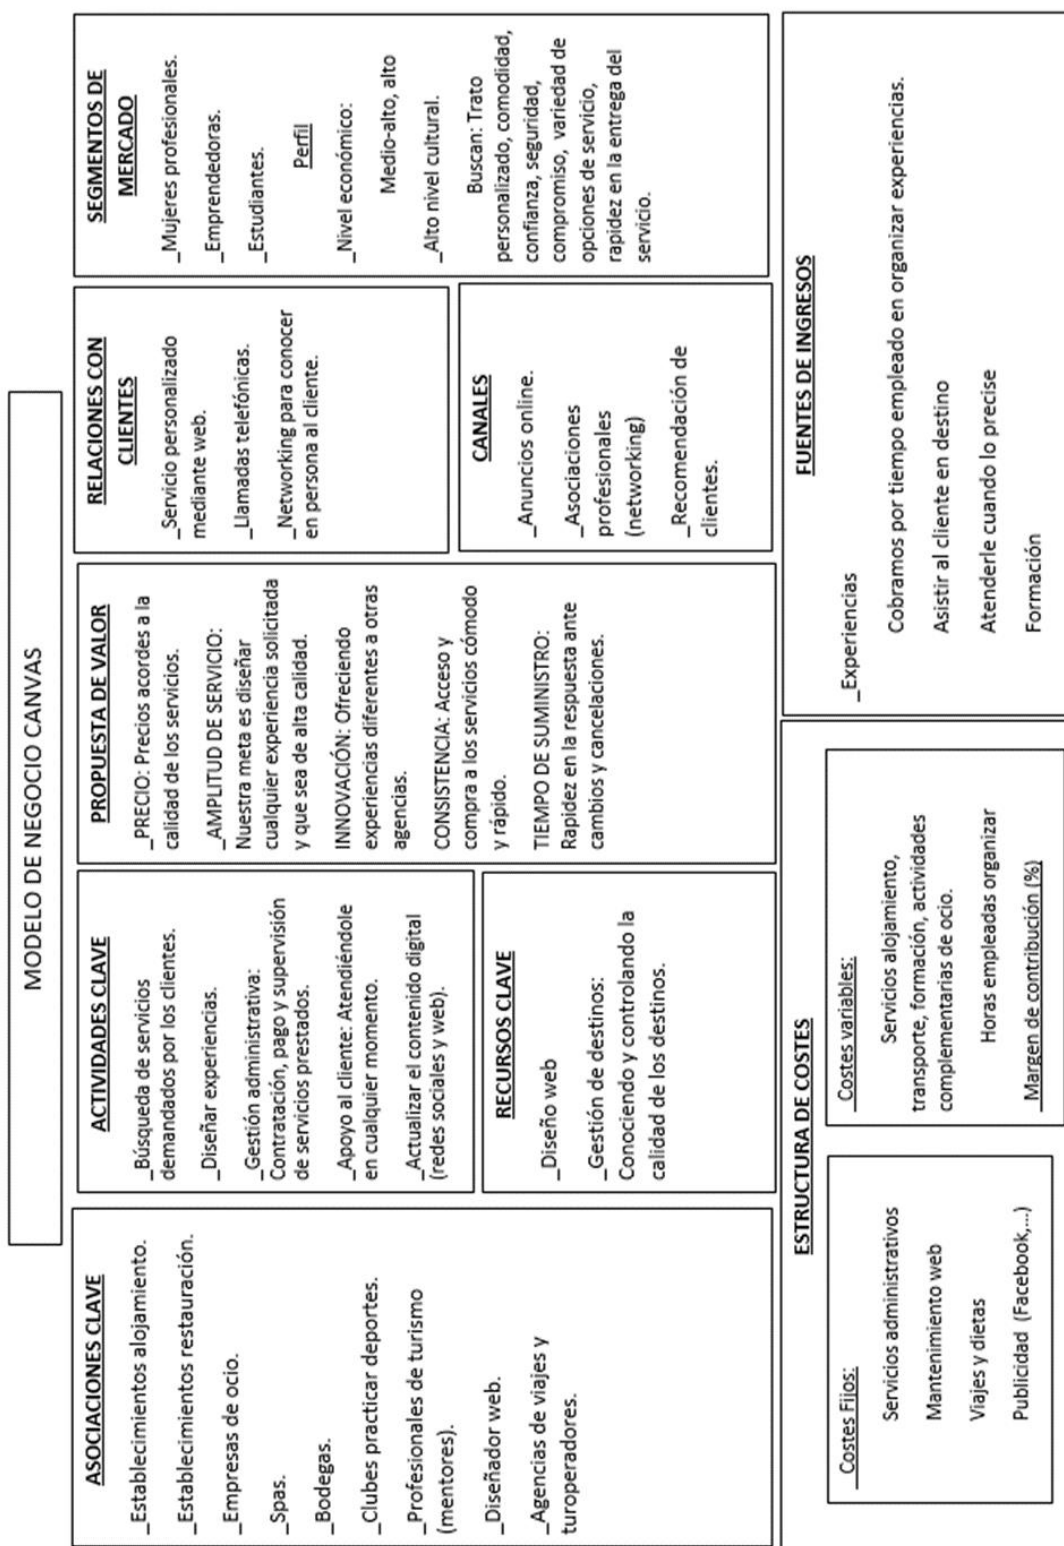 MODELO DE NEGOCIO CANVAS
ASOCIACIONES CLAVE
_Establecimientos alojamiento.
_Establecimientos restauración.
_Empresas de ocio.
_Spas.
_Bodegas.
_Clubes practicar deportes.
_Profesionales de turismo
(mentores).
_Diseñador web.
_Agencias de viajes y
turoperadores.
ACTIVIDADES CLAVE
_Búsqueda de servicios
demandados por los clientes.
_Diseñar experiencias.
_Gestión administrativa:
Contratación, pago y supervisión
de servicios prestados.
_Apoyo al cliente: Atendiéndole
en cualquier momento.
_Actualizar el contenido digital
(redes sociales y web).
RECURSOS CLAVE
_Diseño web
_Gestión de destinos:
Conociendo y controlando la
calidad de los destinos.
PROPUESTA DE VALOR
_PRECIO: Precios acordes a la
calidad de los servicios.
_AMPLITUD DE SERVICIO:
Nuestra meta es diseñar
cualquier experiencia solicitada
y que sea de alta calidad.
INNOVACIÓN: Ofreciendo
experiencias diferentes a otras
agencias.
CONSISTENCIA: Acceso y
compra a los servicios cómodo
y rápido.
TIEMPO DE SUMINISTRO:
Rapidez en la respuesta ante
cambios y cancelaciones.
RELACIONES CON
CLIENTES
_Servicio personalizado
mediante web.
_Llamadas telefónicas.
_Networking para conocer
en persona al cliente.
CANALES
_Anuncios online.
_Asociaciones
profesionales
(networking)
_Recomendación de
clientes.
SEGMENTOS DE
MERCADO
_Mujeres profesionales.
_Emprendedoras.
_Estudiantes.
Perfil
_Nivel económico:
Medio-alto, alto
_Alto nivel cultural.
Buscan: Trato
personalizado, comodidad,
confianza, seguridad,
compromiso, variedad de
opciones de servicio,
rapidez en la entrega del
servicio.
ESTRUCTURA DE COSTES
Costes Fijos:
Servicios administrativos
Mantenimiento web
Viajes y dietas
Publicidad (Facebook,...)
Costes variables:
Servicios alojamiento,
transporte, formación, actividades
complementarias de ocio.
Horas empleadas organizar
Margen de contribución (%)
FUENTES DE INGRESOS
_Experiencias
Cobramos por tiempo empleado en organizar experiencias.
Asistir al cliente en destino
Atenderle cuando lo precise
Formación